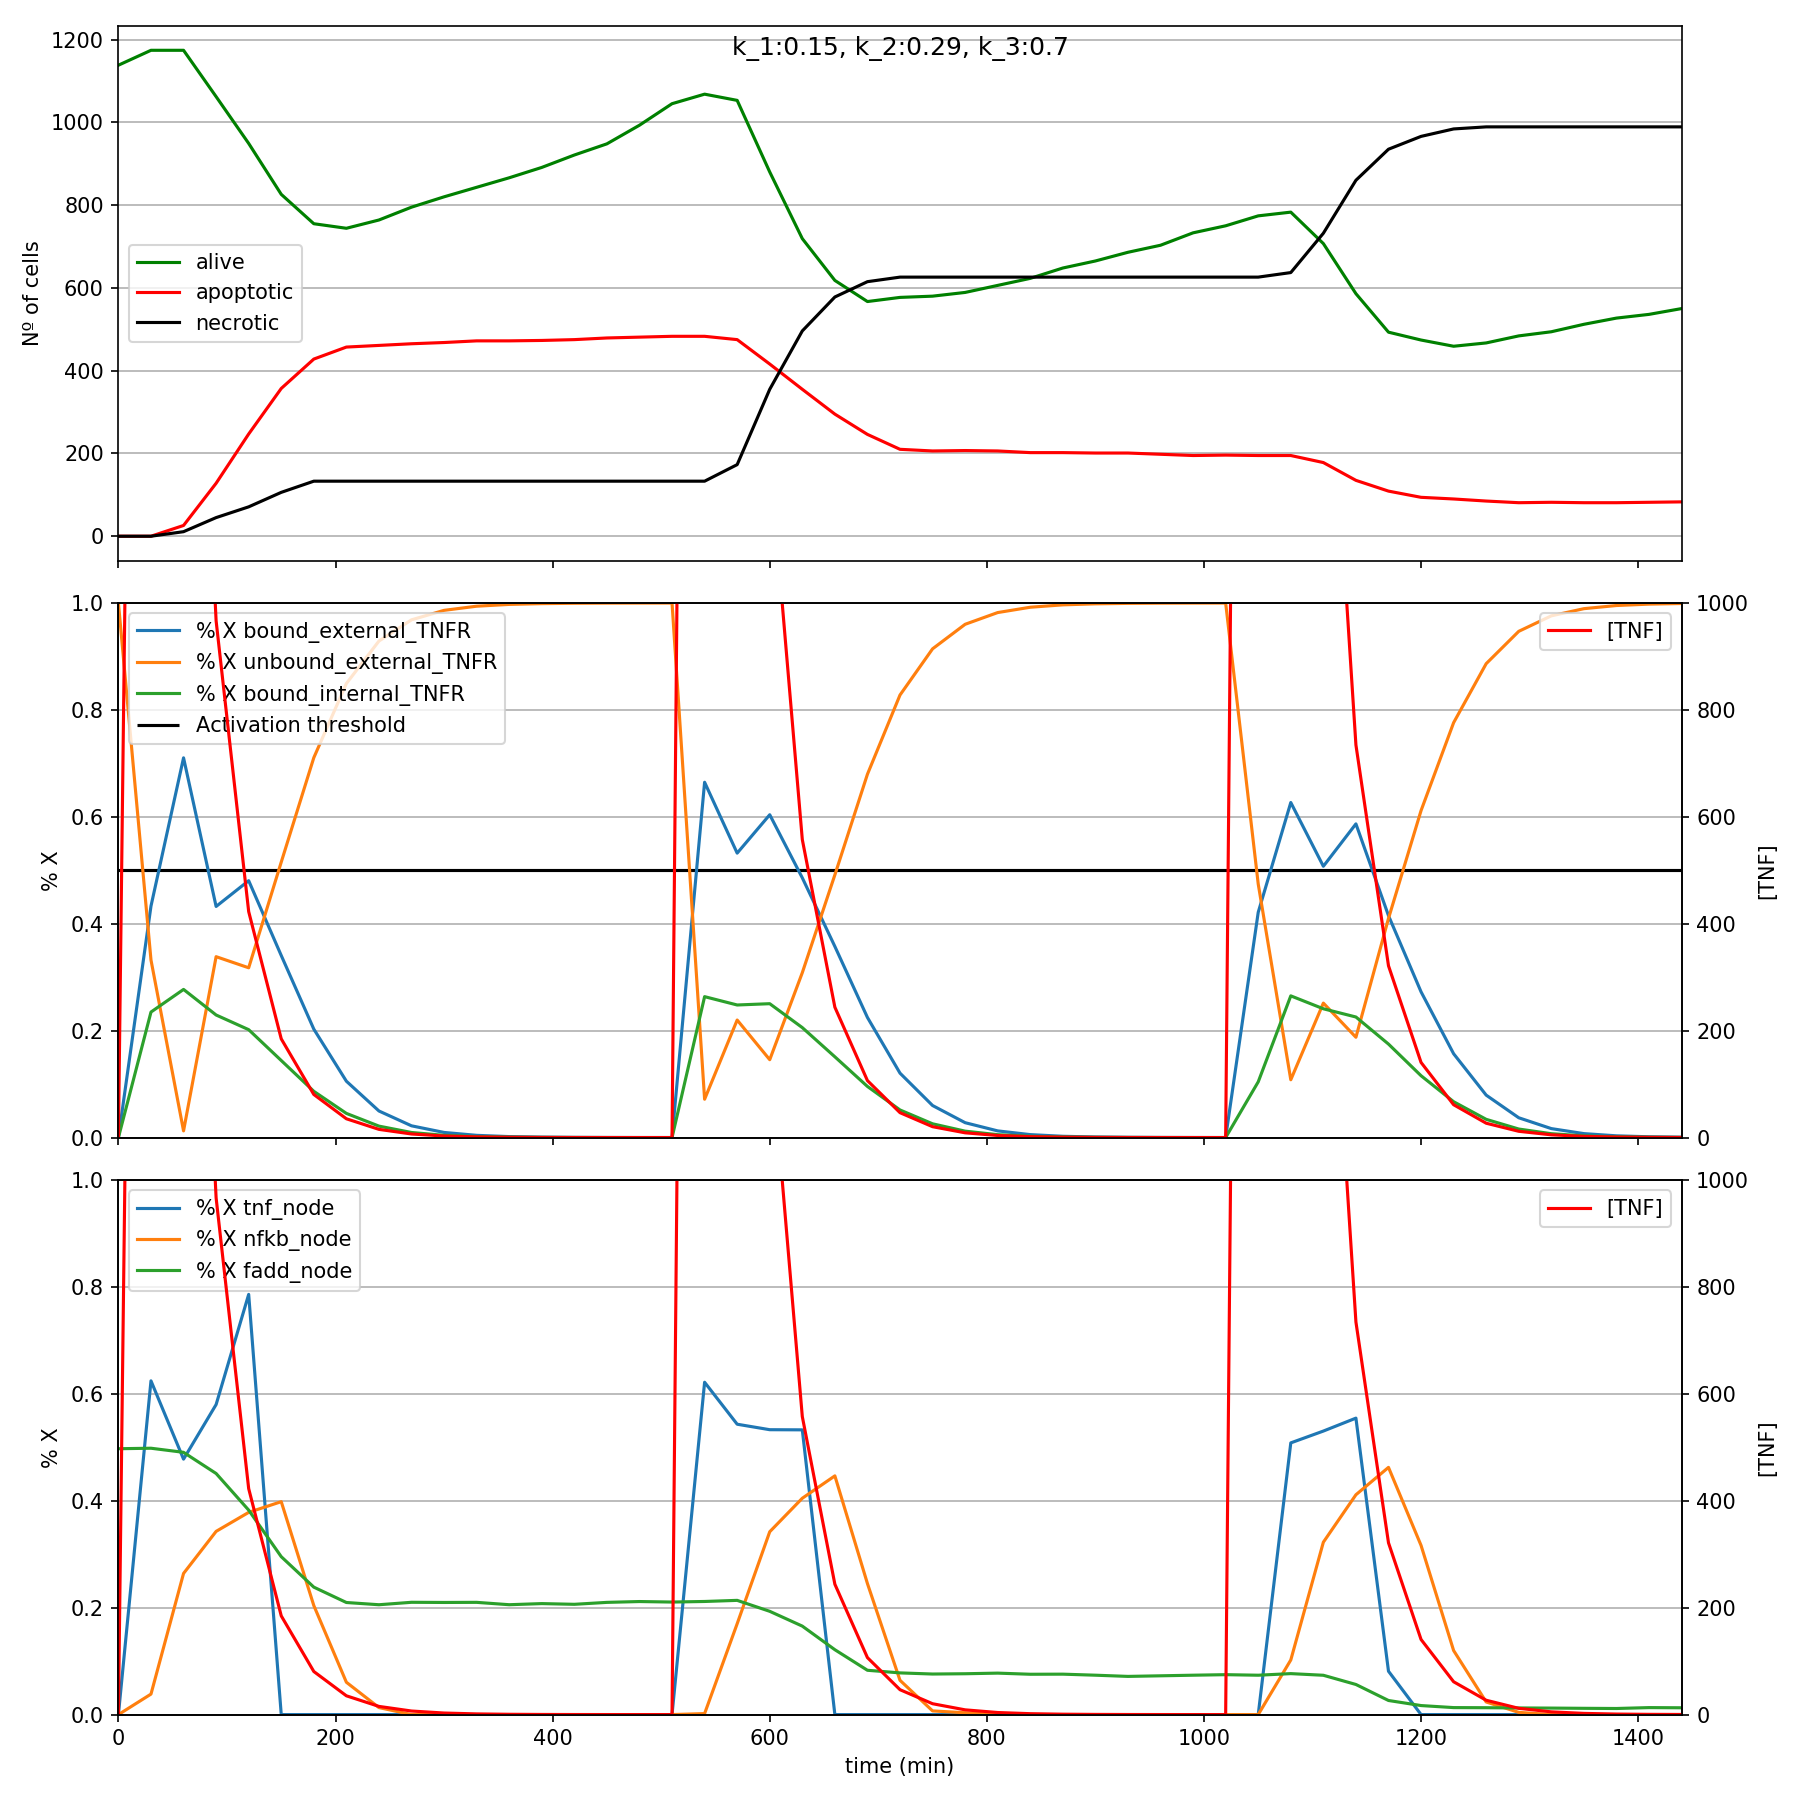 k_1:0.15, k_2:0.29, k_3:0.7
1200
1000
800
600
400
200
0
Nº of cells
alive
apoptotic
necrotic
1.0
0.8
0.6
0.4
0.2
0.0
% X
% X bound_external_TNFR
% X unbound_external_TNFR
% X bound_internal_TNFR
Activation threshold
[TNF]
1000
800
600
400
200
0
[TNF]
1.0
0.8
0.6
0.4
0.2
0.0
% X
% X tnf_node
% X nfkb_node
% X fadd_node
[TNF]
1000
800
600
400
200
0
[TNF]
0 200 400 600 800 1000 1200 1400
time (min)